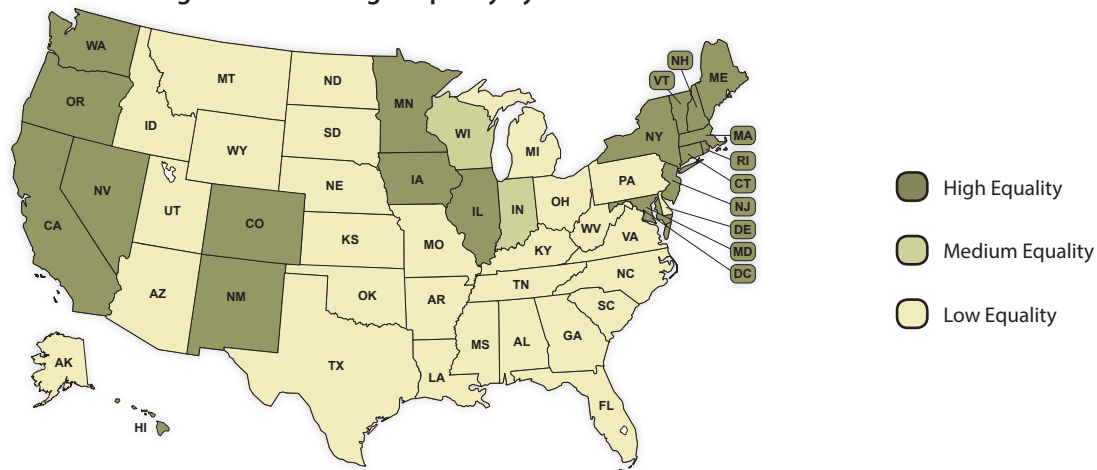 WA
OR
CA
NV
ID
MT
WY
UT
CO
AZ
NM
ND
SD
NE
KS
OK
TX
MN
IA
MO
AR
LA
WI
IL
IN
MI
OH
KY
TN
MS
AL
GA
FL
SC
NC
VA
WV
PA
NY
VT
NH
ME
MA
RI
CT
NJ
DE
MD
DC
AK
HI
High Equality
Medium Equality
Low Equality